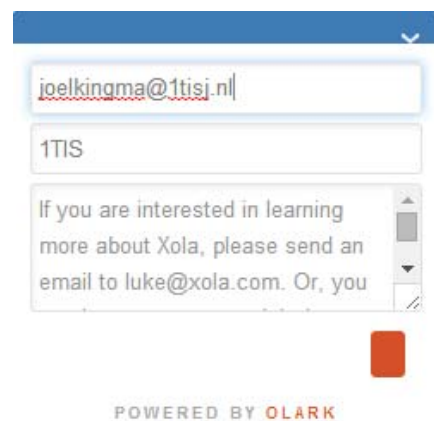 joelkingma@1tisj.nl
1TIS
If you are interested in learning
more about Xola, please send an
email to luke@xola.com. Or, you
POWERED BY OLARK